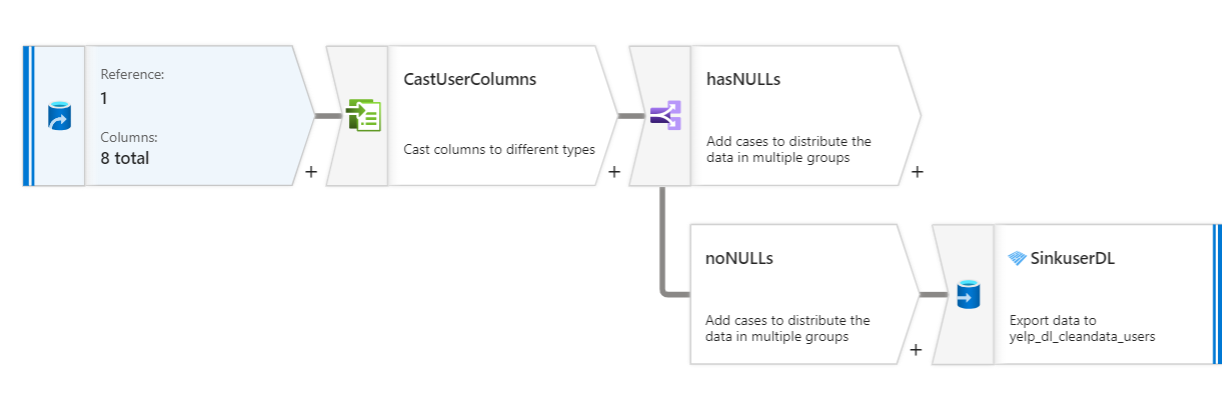 Reference:
1
Columns:
8 total
+
CastUserColumns
Cast columns to different types
+
hasNULLs
Add cases to distribute the
data in multiple groups
+
noNULLs
Add cases to distribute the
data in multiple groups
+
SinkuserDL
Export data to
yelp_dl_cleandata_users